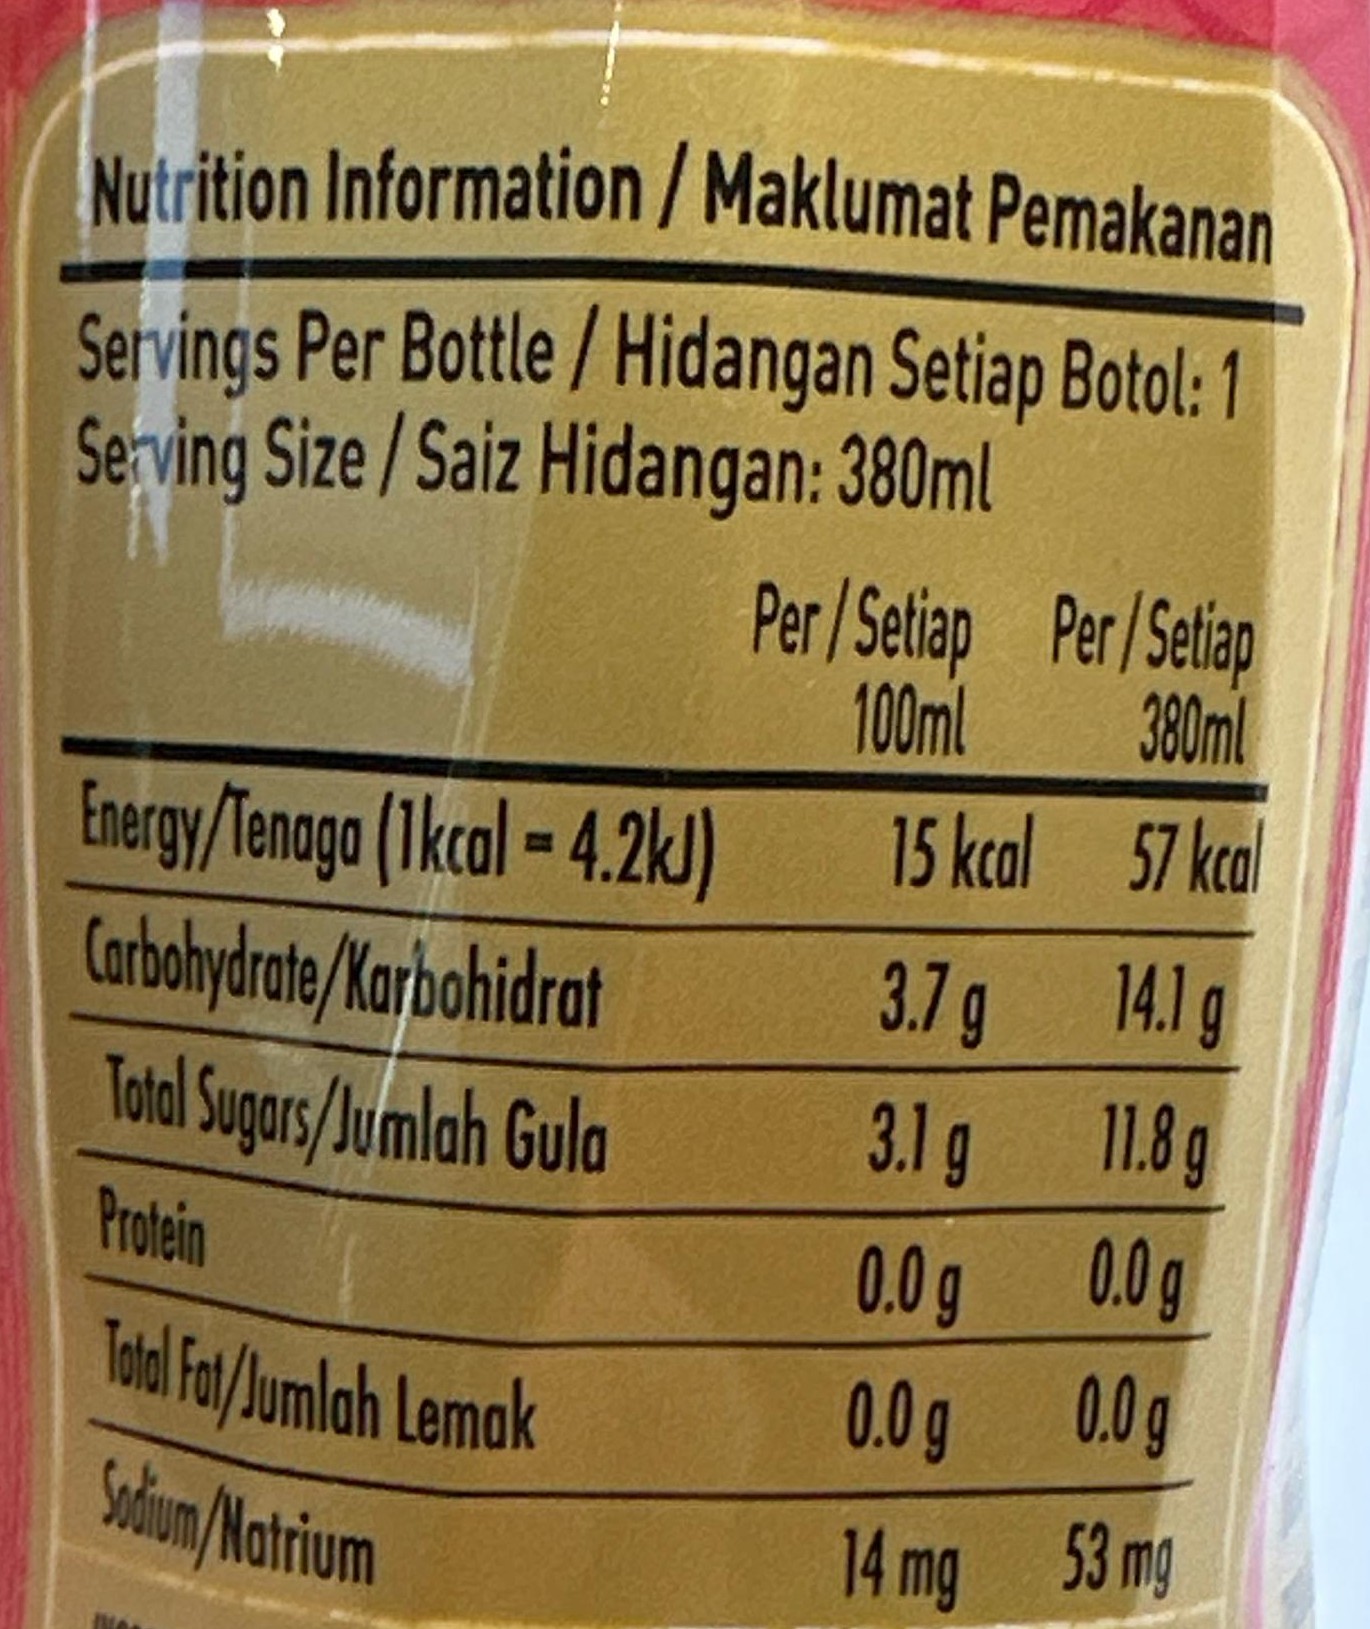 Nutrition Information / Maklumat Pemakanan
Servings Per Bottle / Hidangan Setiap Botol: 1
Serving Size / Saiz Hidangan: 380ml
Per / Setiap Per / Setiap
100ml 380ml
Energy/Tenaga (1kcal = 4.2kJ) 15 kcal 57 kcal
Carbohydrate/Karbohidrat 3.7 g 14.1 g
Total Sugars/Jumlah Gula 3.1 g 11.8 g
Protein 0.0 g 0.0 g
Total Fat/Jumlah Lemak 0.0 g 0.0 g
Sodium/Natrium 14 mg 53 mg